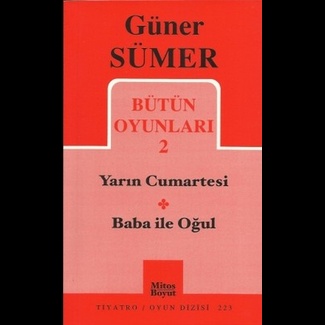 Güner
SÜMER
BÜTÜN
OYUNLARI
2
Yarın Cumartesi
Baba ile Oğul
Mitos
Boyut
TİYATRO / OYUN DİZİSİ 223